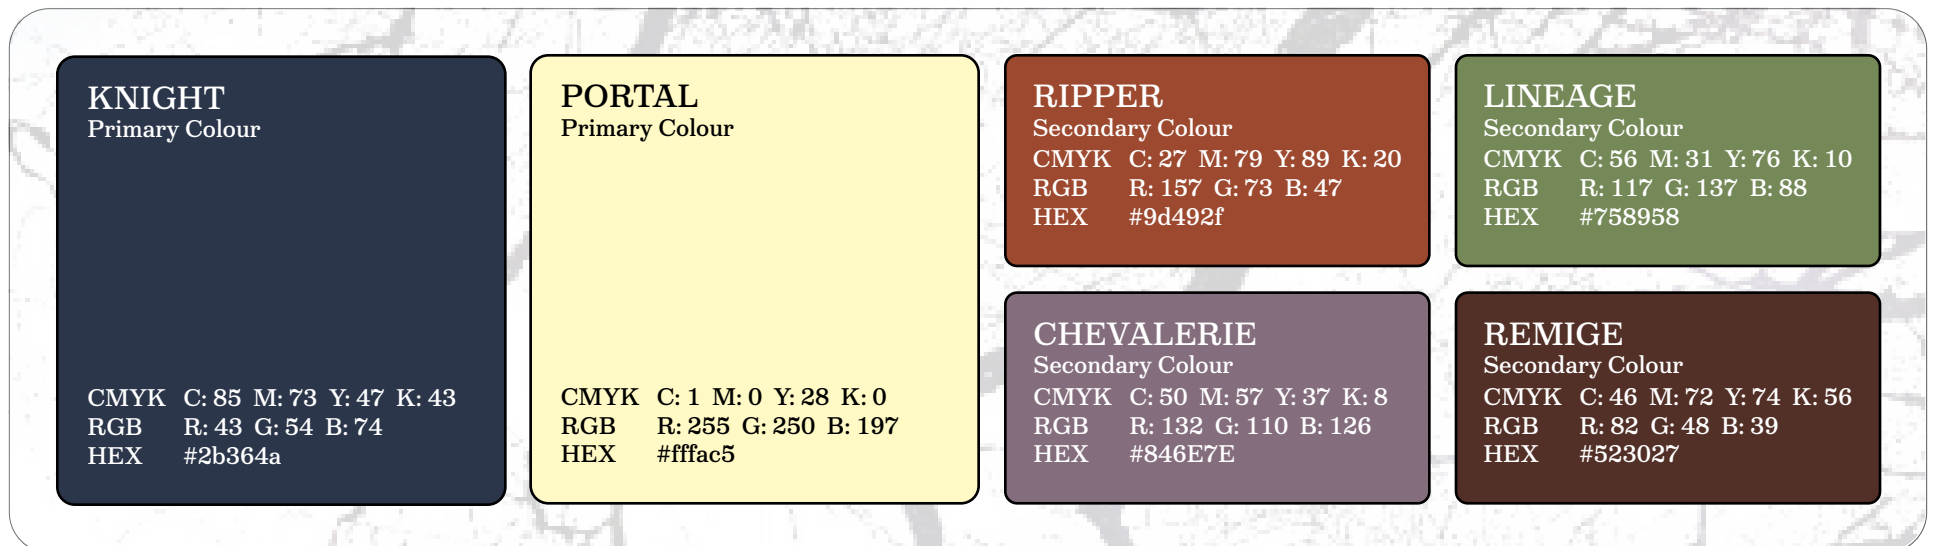 KNIGHT
Primary Colour
CMYK C: 85 M: 73 Y: 47 K: 43
RGB R: 43 G: 54 B: 74
HEX #2b364a
PORTAL
Primary Colour
CMYK C: 1 M: 0 Y: 28 K: 0
RGB R: 255 G: 250 B: 197
HEX #fffac5
RIPPER
Secondary Colour
CMYK C: 27 M: 79 Y: 89 K: 20
RGB R: 157 G: 73 B: 47
HEX #9d492f
LINEAGE
Secondary Colour
CMYK C: 56 M: 31 Y: 76 K: 10
RGB R: 117 G: 137 B: 88
HEX #758958
CHEVALERIE
Secondary Colour
CMYK C: 50 M: 57 Y: 37 K: 8
RGB R: 132 G: 110 B: 126
HEX #846E7E
REMIGE
Secondary Colour
CMYK C: 46 M: 72 Y: 74 K: 56
RGB R: 82 G: 48 B: 39
HEX #523027